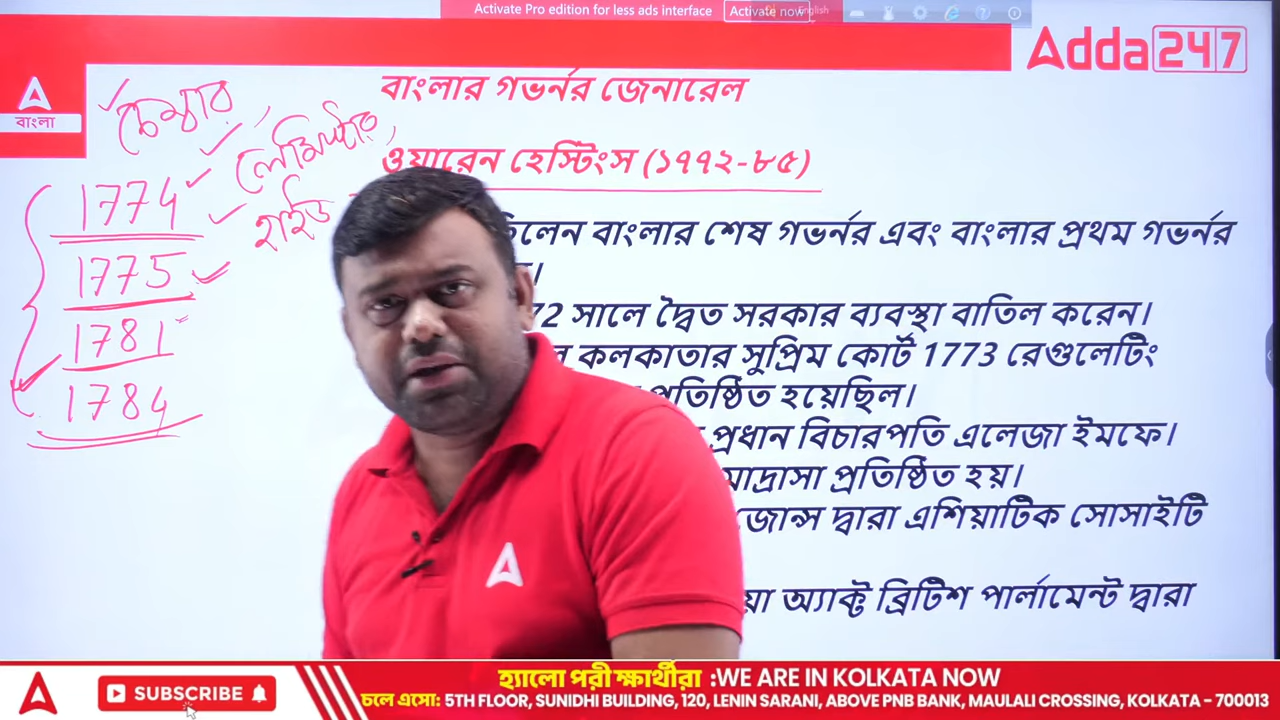 Activate Pro edition for less ads interface
Activate now
English
Adda247
বাংলা
বাংলার গভর্নর জেনারেল
ওয়ারেন হেস্টিংস (১৭৭২-৮৫)
চেম্বার,
লেমিস্টার,
হাইড
1774
1775
1781
1784
ছিলেন বাংলার শেষ গভর্নর এবং বাংলার প্রথম গভর্নর
72 সালে দ্বৈত সরকার ব্যবস্থা বাতিল করেন।
কলকাতার সুপ্রিম কোর্ট 1773 রেগুলেটিং
প্রতিষ্ঠিত হয়েছিল।
প্রধান বিচারপতি এলেজা ইমফে।
মাদ্রাসা প্রতিষ্ঠিত হয়।
জোন্স দ্বারা এশিয়াটিক সোসাইটি
অ্যাক্ট ব্রিটিশ পার্লামেন্ট দ্বারা
SUBSCRIBE
হ্যালো পরীক্ষার্থীরা :WE ARE IN KOLKATA NOW
চলে এসো: 5TH FLOOR, SUNIDHI BUILDING, 120, LENIN SARANI, ABOVE PNB BANK, MAULALI CROSSING, KOLKATA - 700013